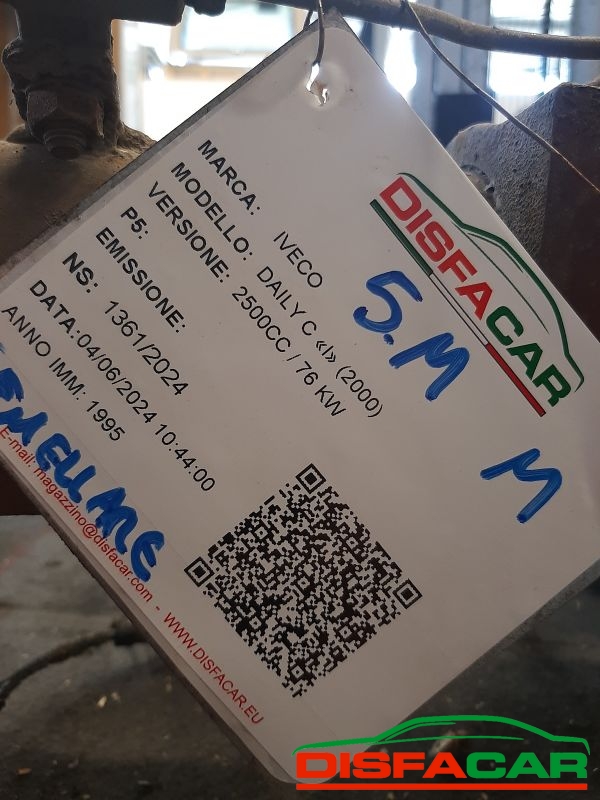 MARCA: IVECO
MODELLO: DAILY C «I» (2000)
VERSIONE: 2500CC / 76 KW
P5:
EMISSIONE:
NS: 1361/2024
DATA:04/06/2024 10:44:00
ANNO IMM: 1995
DISFACAR
5.M
M
E-mail: magazzino@disfacar.com - WWW.DISFACAR.EU
DISFACAR